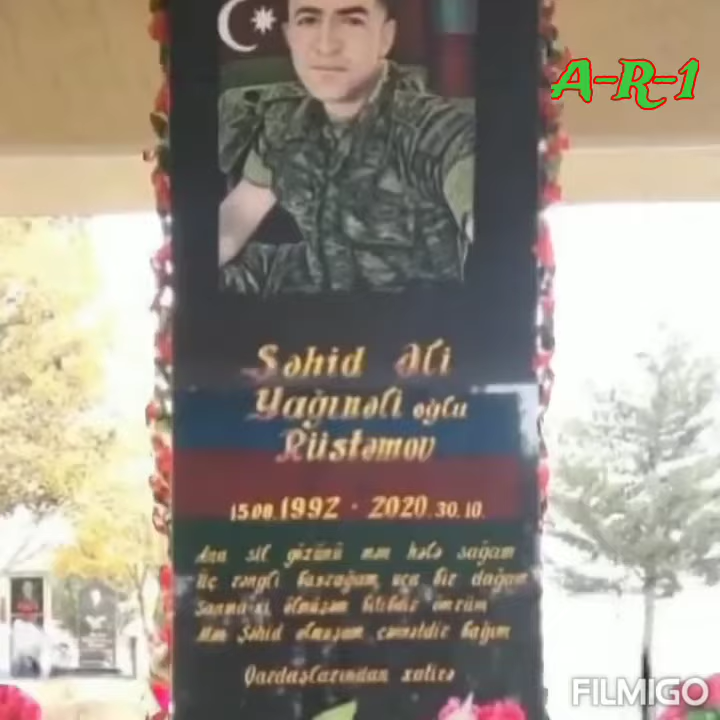 A-R-1
Şəhid Əli
Yağınəli oğlu
Rüstəmov
15.08.1992 - 2020.30.10.
Ana sil gözünü mən hələ sağam
Üç rəngli bayrağam uca bir dağam
Sanma ki ölmüşəm bitibdir ömrüm
Mən Şəhid olmuşam cənnətdir bağım
Qardaşlarından xatirə
FILMIGO